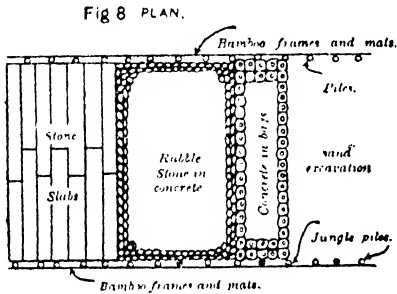 Fig 8 PLAN.
Bamboo frames and mats.
Piles.
Stone
Slabs
Rubble
Stone in
concrete
Concrete in bags
sand
excavation
Jungle piles.
Bamboo frames and mats.